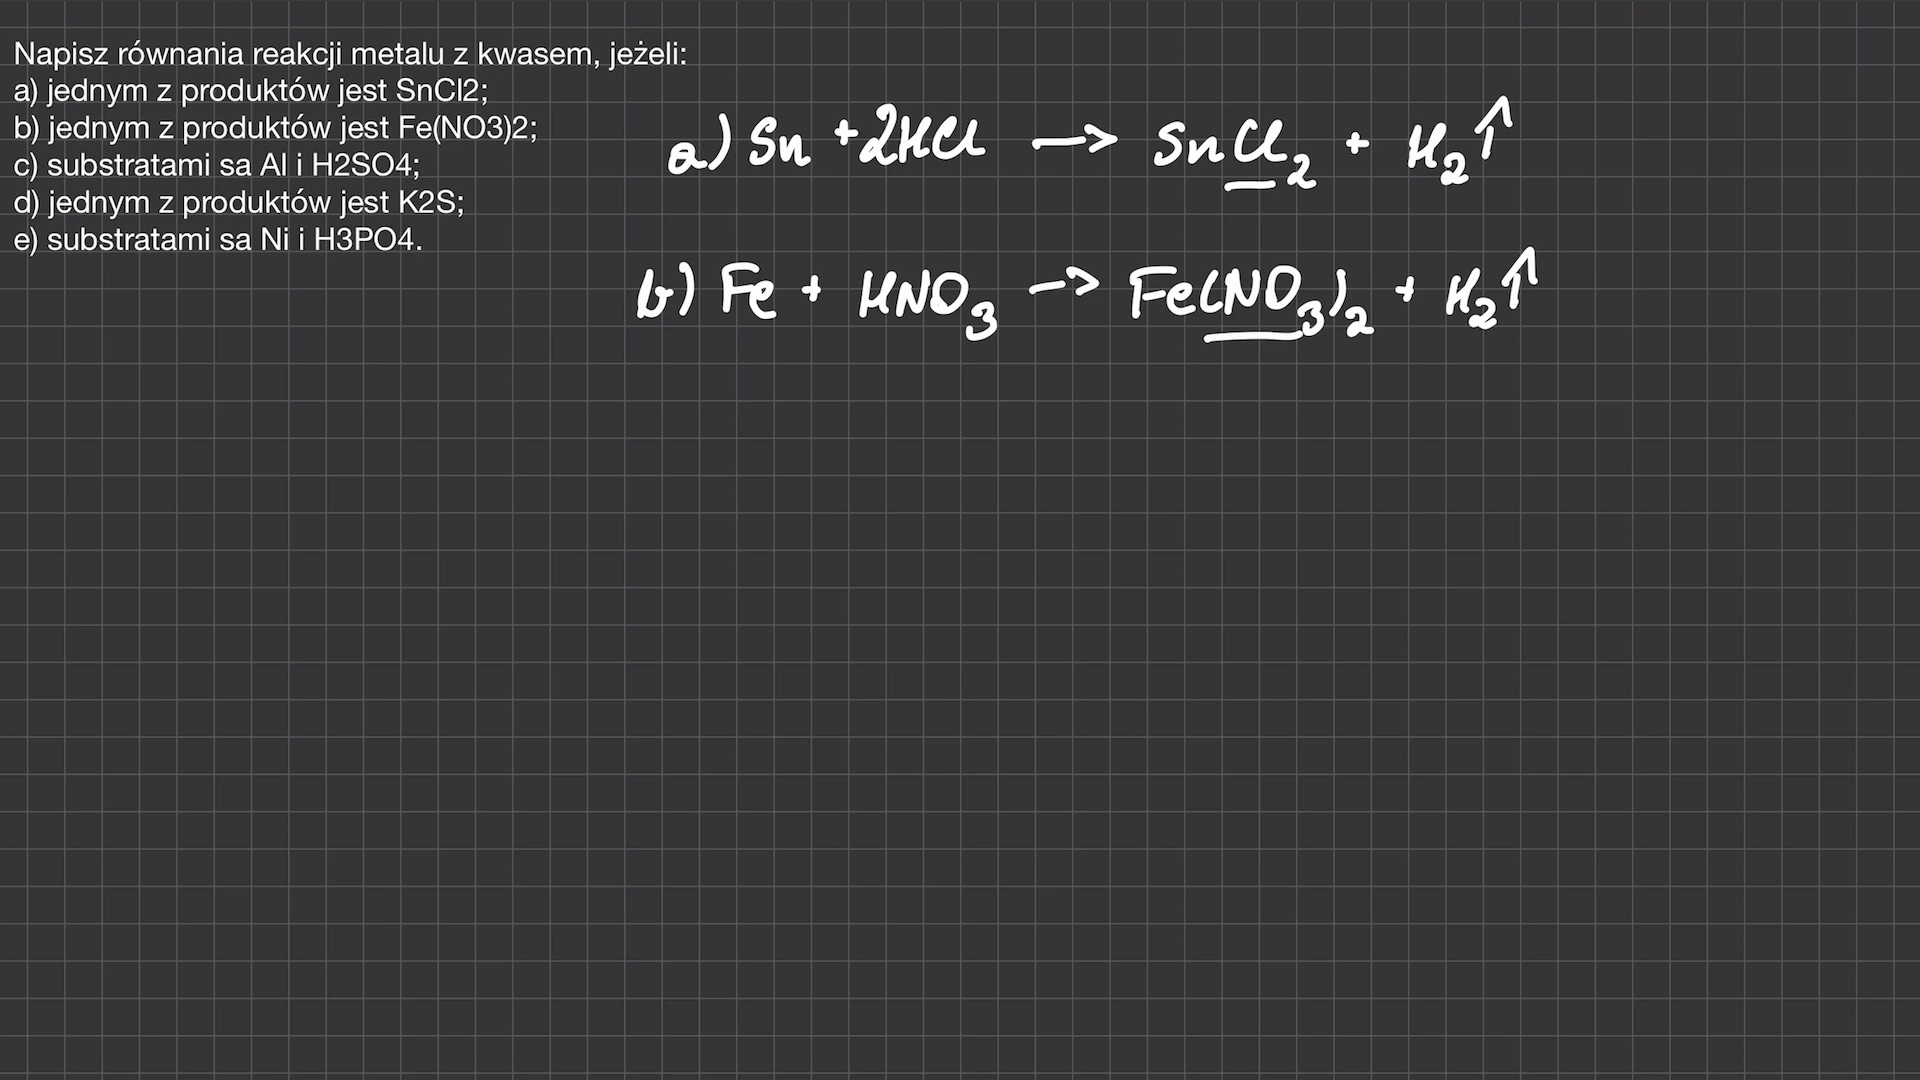 Napisz równania reakcji metalu z kwasem, jeżeli:
a) jednym z produktów jest SnCl2;
b) jednym z produktów jest Fe(NO3)2;
c) substratami sa Al i H2SO4;
d) jednym z produktów jest K2S;
e) substratami sa Ni i H3PO4.
a) Sn + 2HCl → SnCl₂ + H₂↑
b) Fe + HNO₃ → Fe(NO₃)₂ + H₂↑